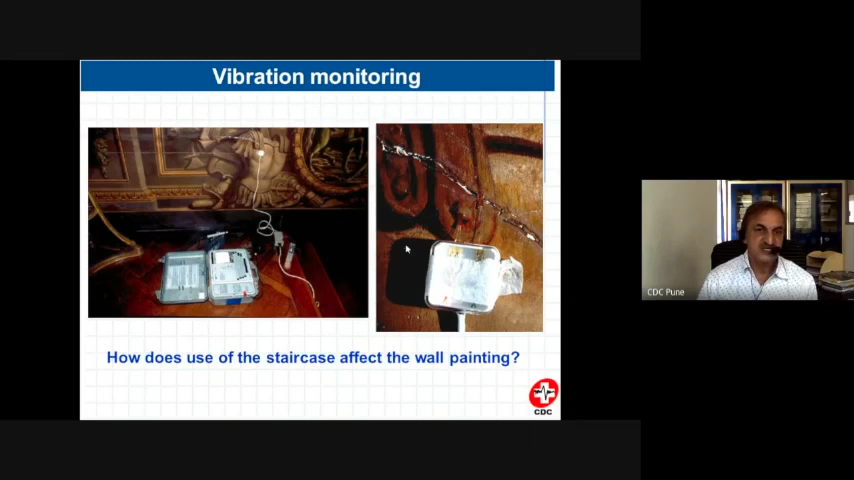 Vibration monitoring
How does use of the staircase affect the wall painting?
CDC
CDC Pune